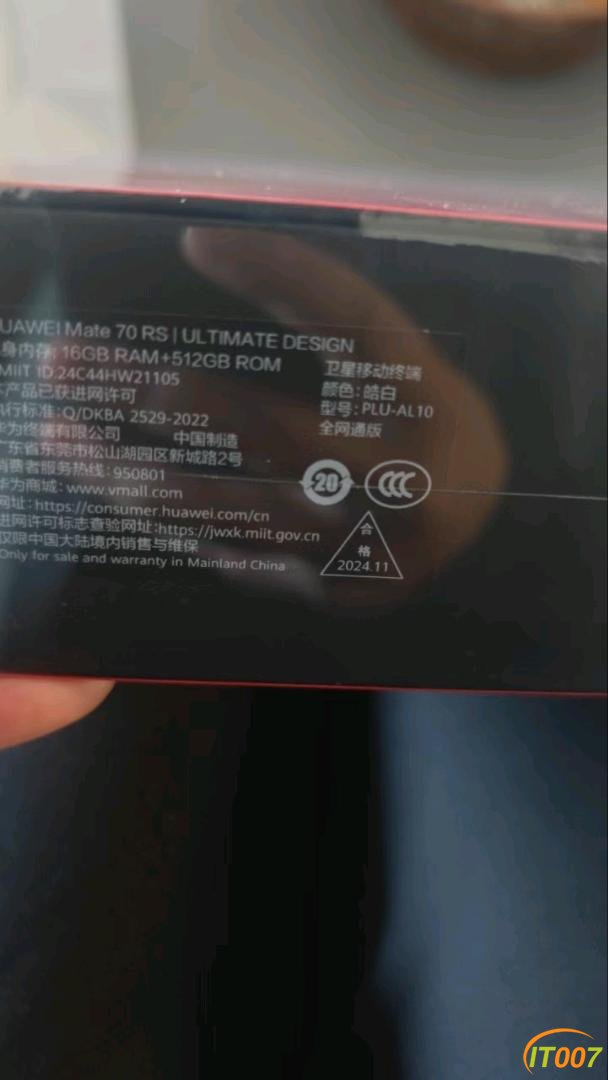 UAWEI Mate 70 RS | ULTIMATE DESIGN
身内存: 16GB RAM+512GB ROM
MIIT ID:24C44HW21105
产品已获进网许可
行标准: Q/DKBA 2529-2022
为终端有限公司 中国制造
东省东莞市松山湖园区新城路2号
消费者服务热线: 950801
华为商城: www.vmall.com
网址: https://consumer.huawei.com/cn
进网许可标志查验网址:https://jwxk.miit.gov.cn
仅限中国大陆境内销售与维保
Only for sale and warranty in Mainland China
卫星移动终端
颜色: 皓白
型号: PLU-AL10
全网通版
20
CCC
合
格
2024.11
IT007